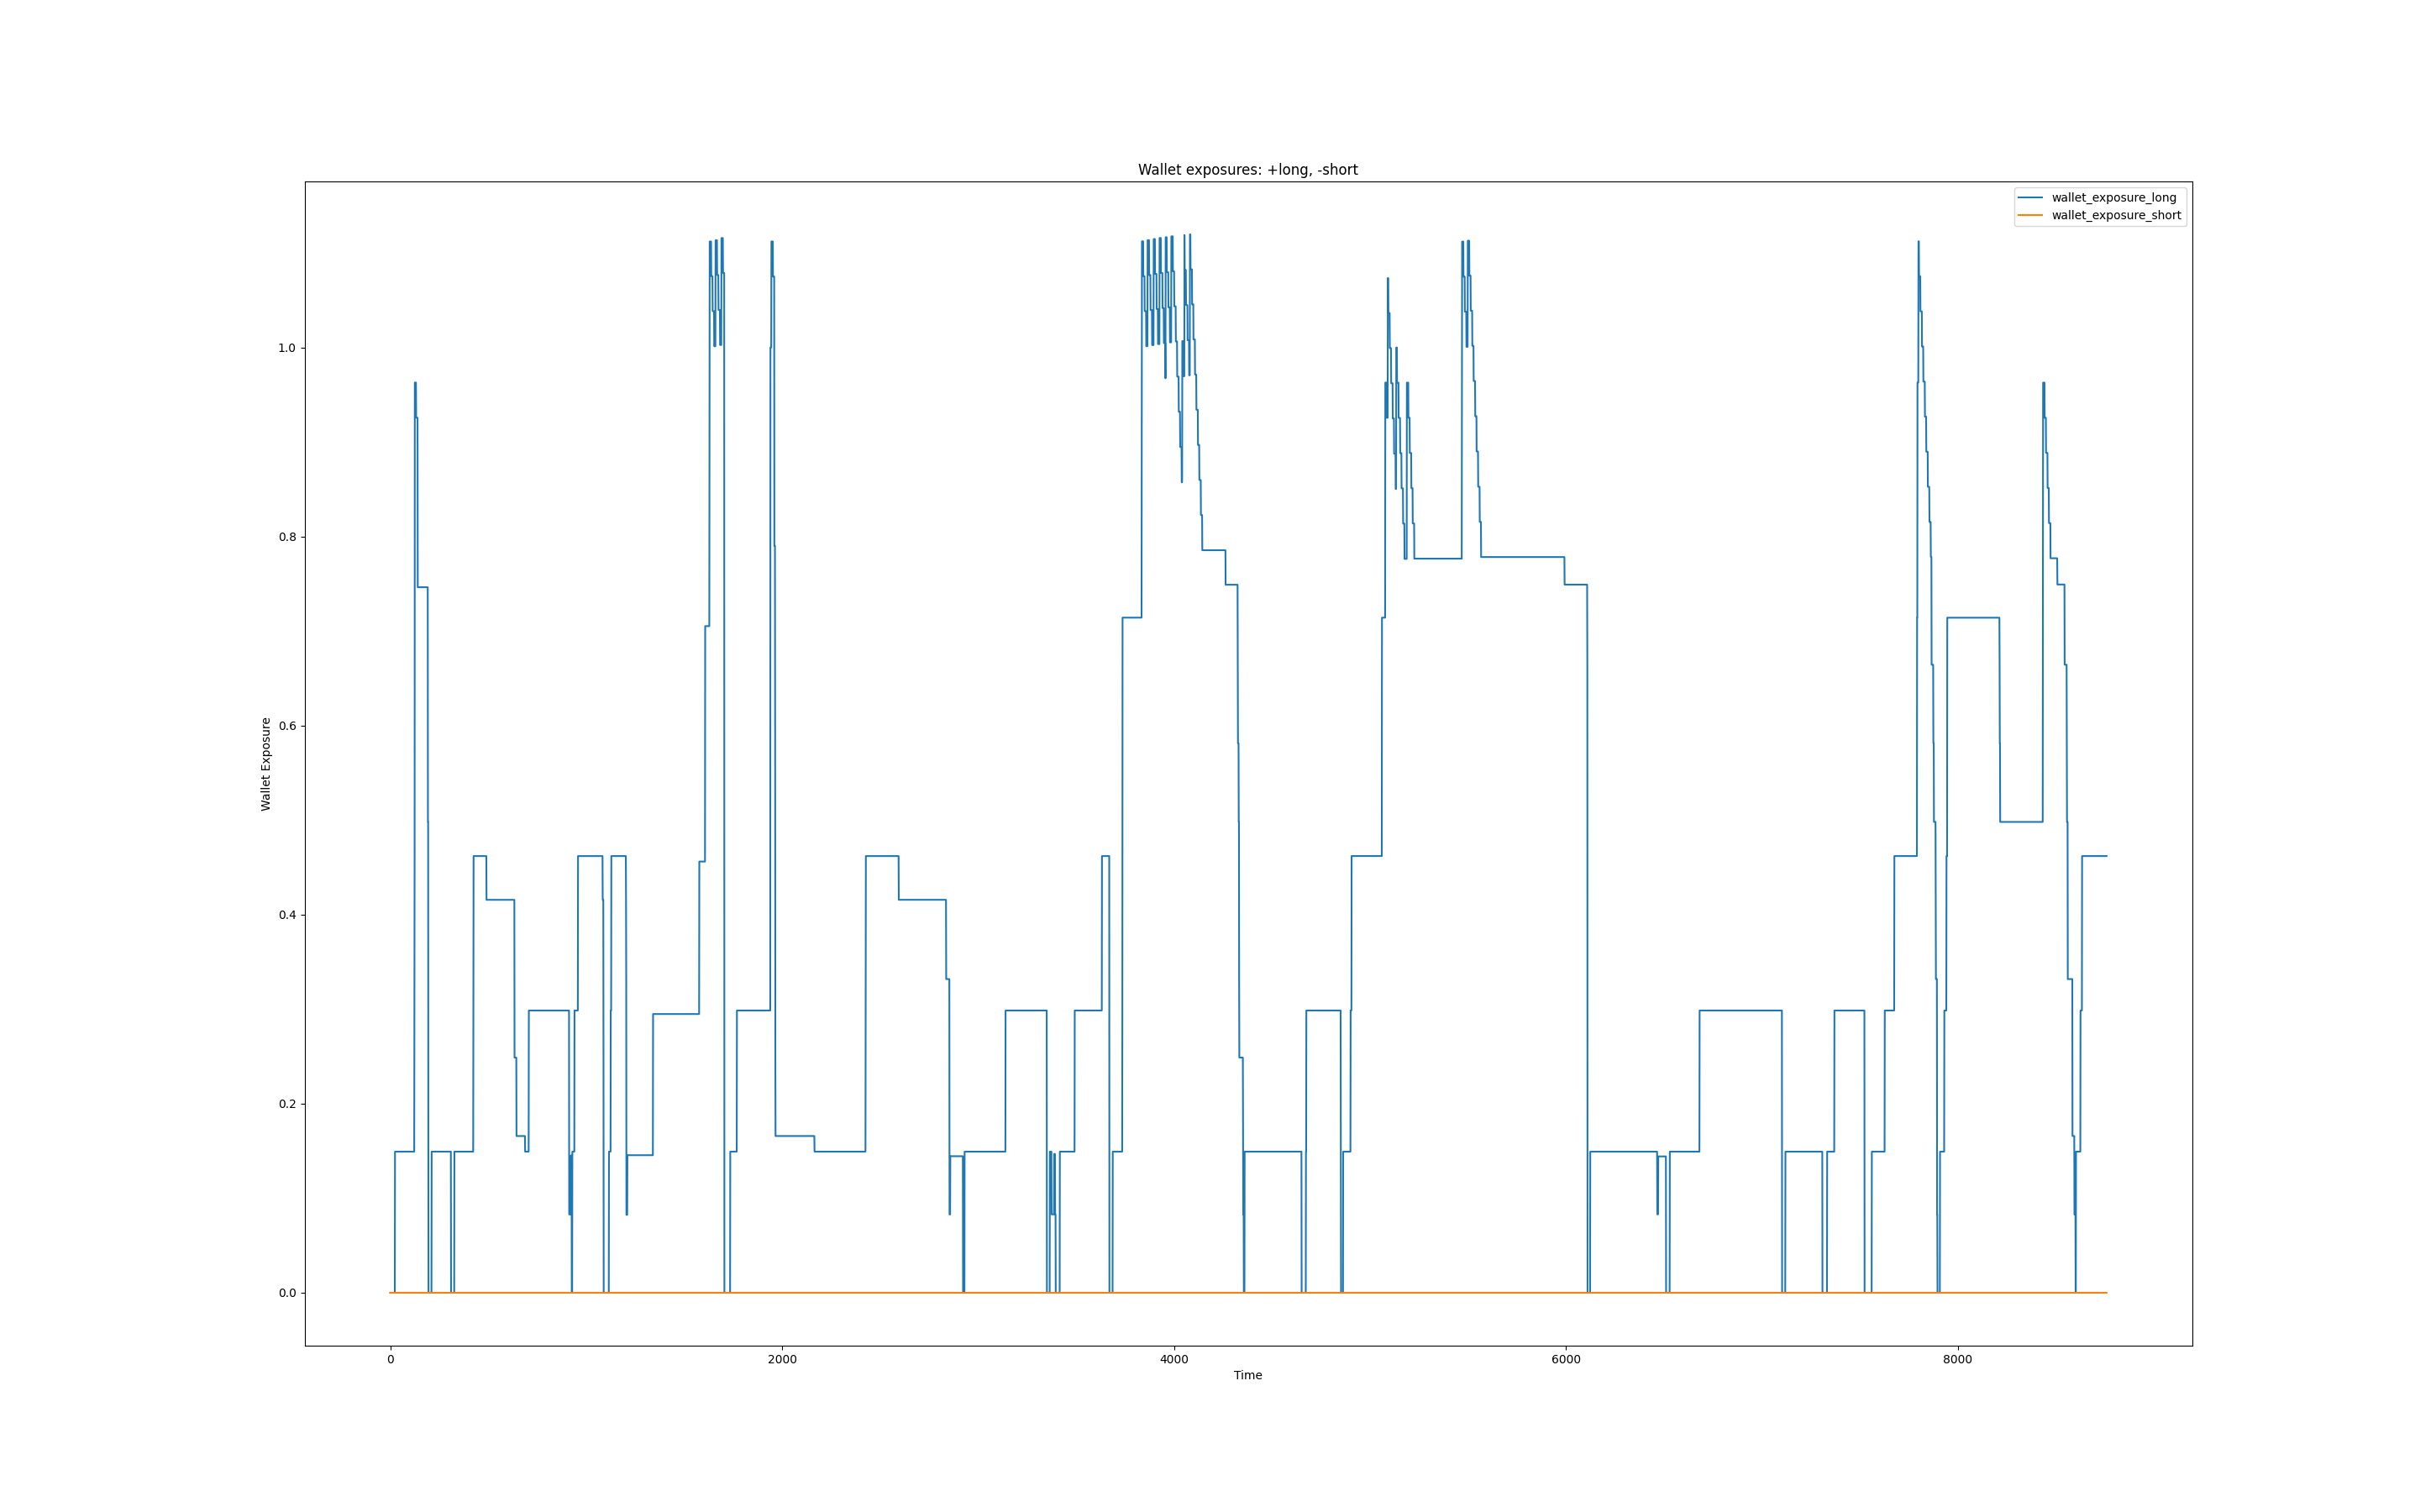 Wallet exposures: +long, -short
wallet_exposure_long
wallet_exposure_short
1.0
0.8
0.6
0.4
0.2
0.0
Wallet Exposure
0 2000 4000 6000 8000
Time